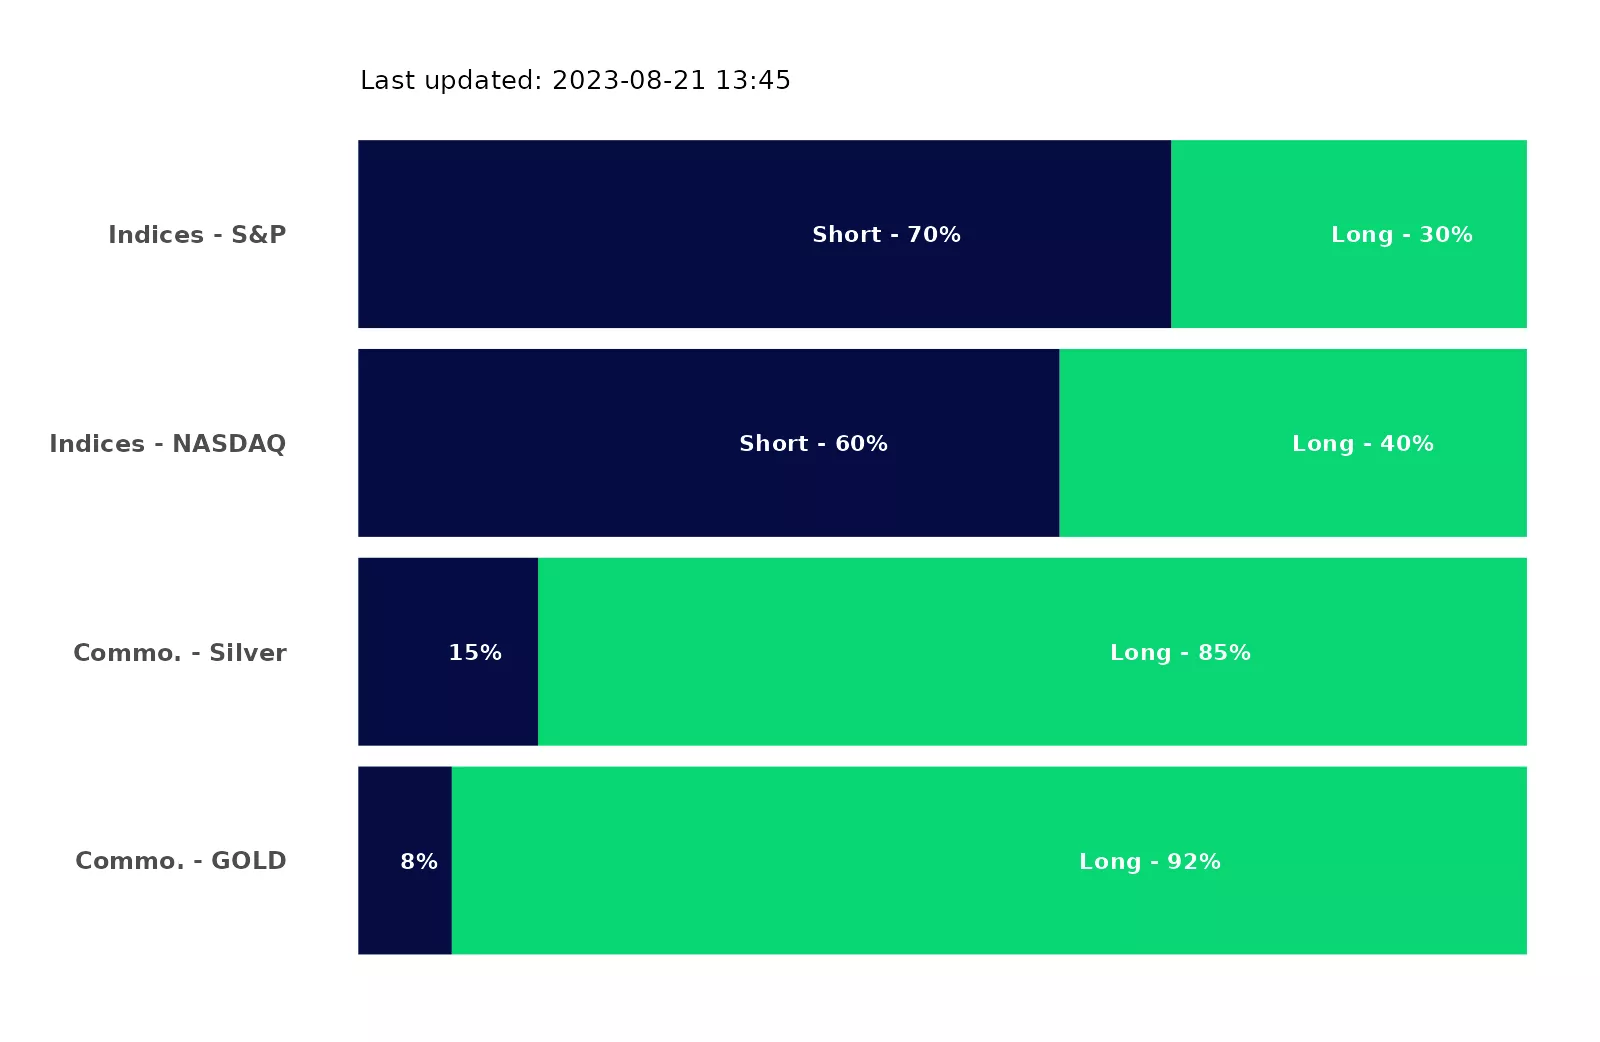 Last updated: 2023-08-21 13:45
Indices - S&P
Short - 70%
Long - 30%
Indices - NASDAQ
Short - 60%
Long - 40%
Commo. - Silver
15%
Long - 85%
Commo. - GOLD
8%
Long - 92%